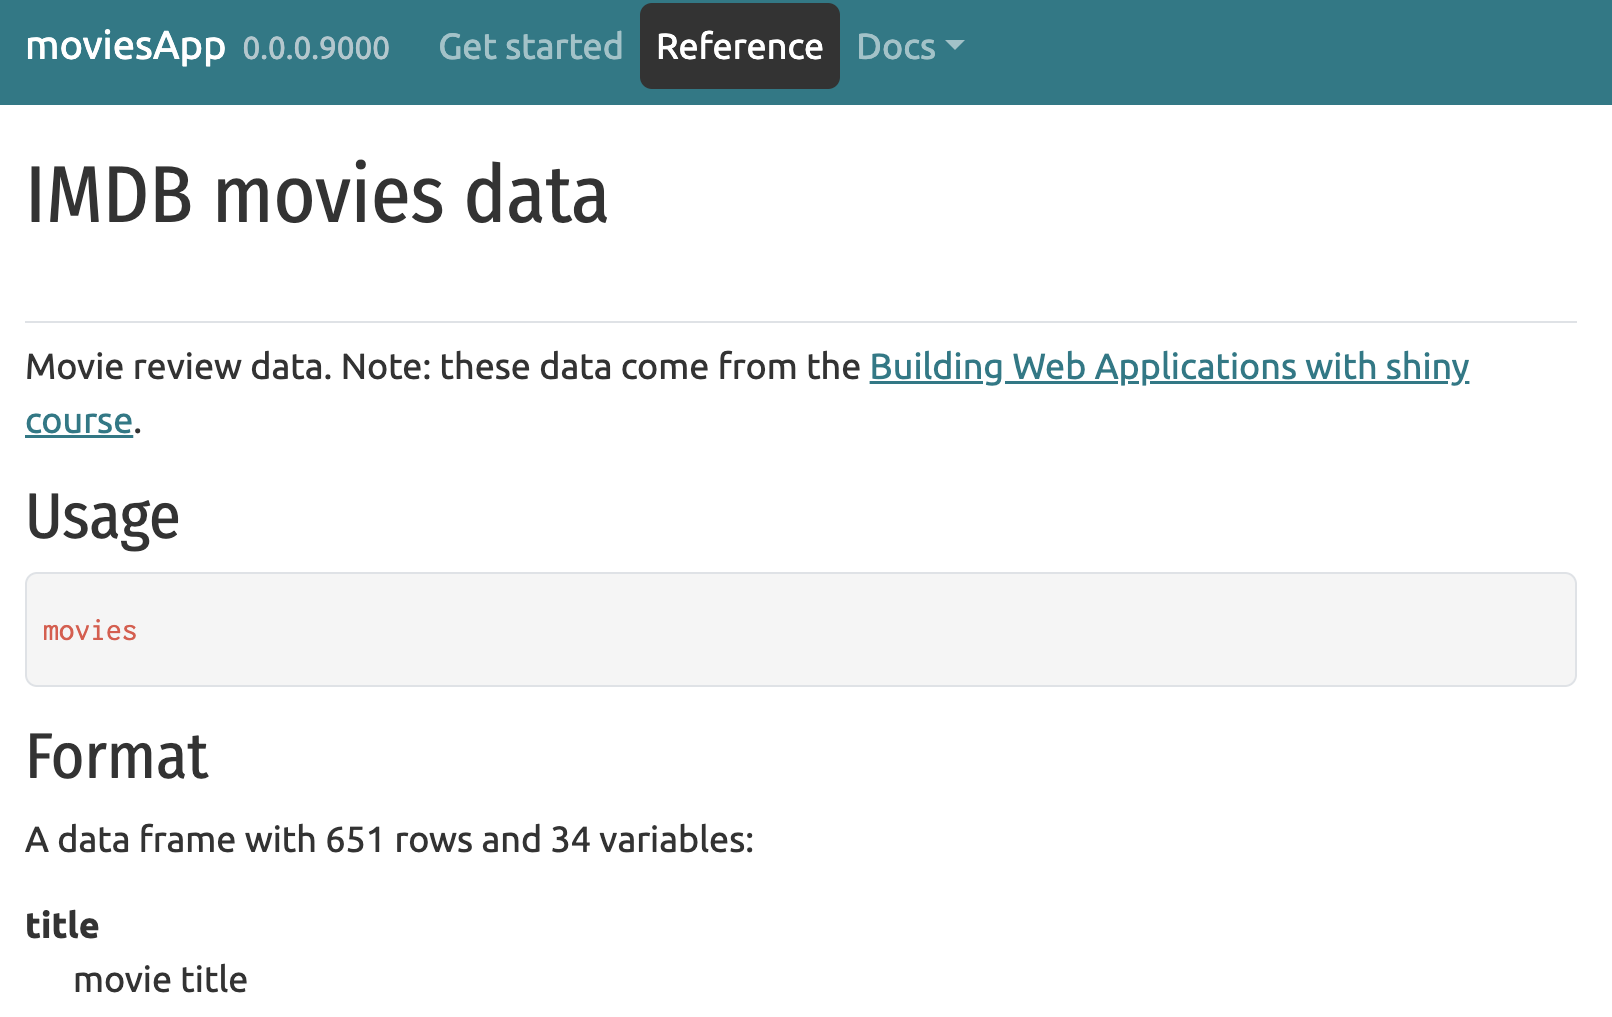 moviesApp 0.0.0.9000 Get started Reference Docs
IMDB movies data
Movie review data. Note: these data come from the Building Web Applications with shiny
course.
Usage
movies
Format
A data frame with 651 rows and 34 variables:
title
movie title